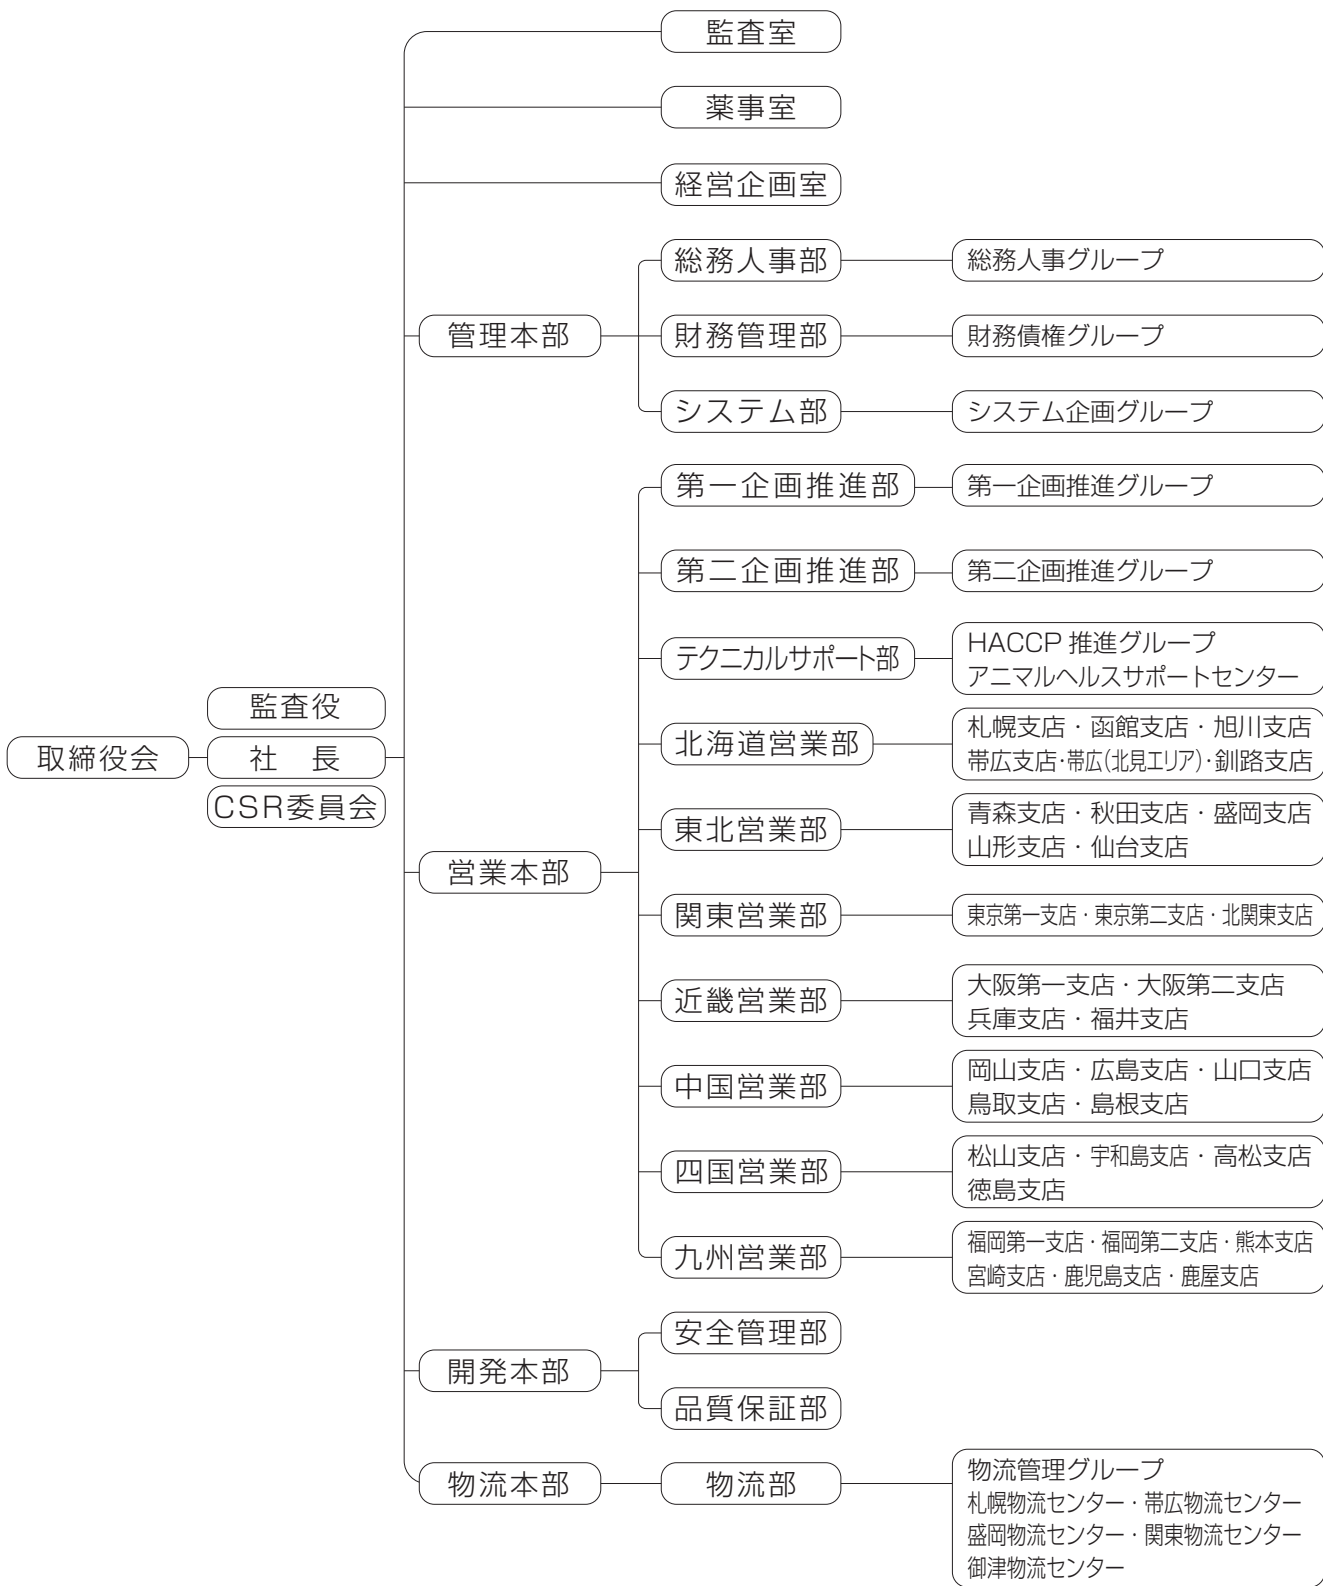 監査室
薬事室
経営企画室
総務人事部
総務人事グループ
管理本部
財務管理部
財務債権グループ
システム部
システム企画グループ
第一企画推進部
第一企画推進グループ
第二企画推進部
第二企画推進グループ
テクニカルサポート部
HACCP 推進グループ
アニマルヘルスサポートセンター
監査役
取締役会
社　長
CSR委員会
北海道営業部
札幌支店・函館支店・旭川支店
帯広支店・帯広(北見エリア)・釧路支店
東北営業部
青森支店・秋田支店・盛岡支店
山形支店・仙台支店
営業本部
関東営業部
東京第一支店・東京第二支店・北関東支店
近畿営業部
大阪第一支店・大阪第二支店
兵庫支店・福井支店
中国営業部
岡山支店・広島支店・山口支店
鳥取支店・島根支店
四国営業部
松山支店・宇和島支店・高松支店
徳島支店
九州営業部
福岡第一支店・福岡第二支店・熊本支店
宮崎支店・鹿児島支店・鹿屋支店
安全管理部
開発本部
品質保証部
物流本部
物流部
物流管理グループ
札幌物流センター・帯広物流センター
盛岡物流センター・関東物流センター
御津物流センター